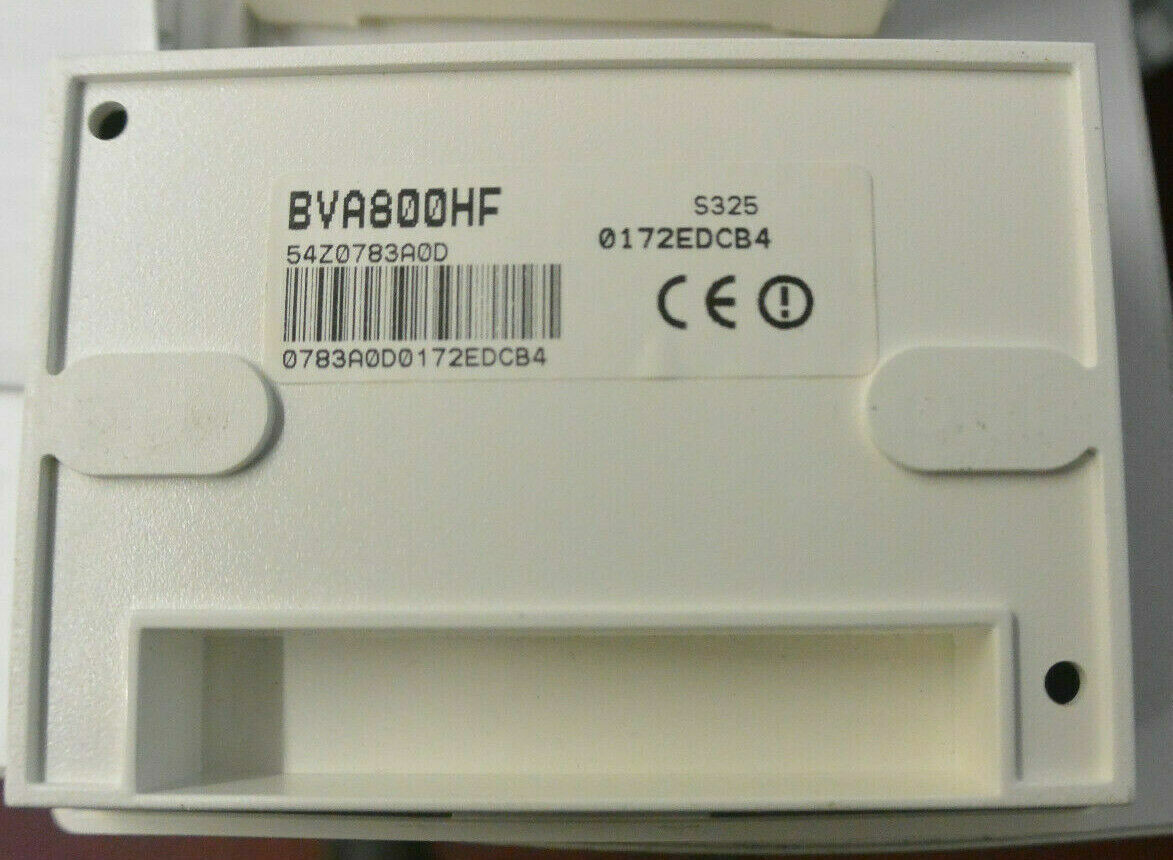 BVA800HF
S325
54Z0783A0D
0172EDCB4
CE
0783A0D0172EDCB4